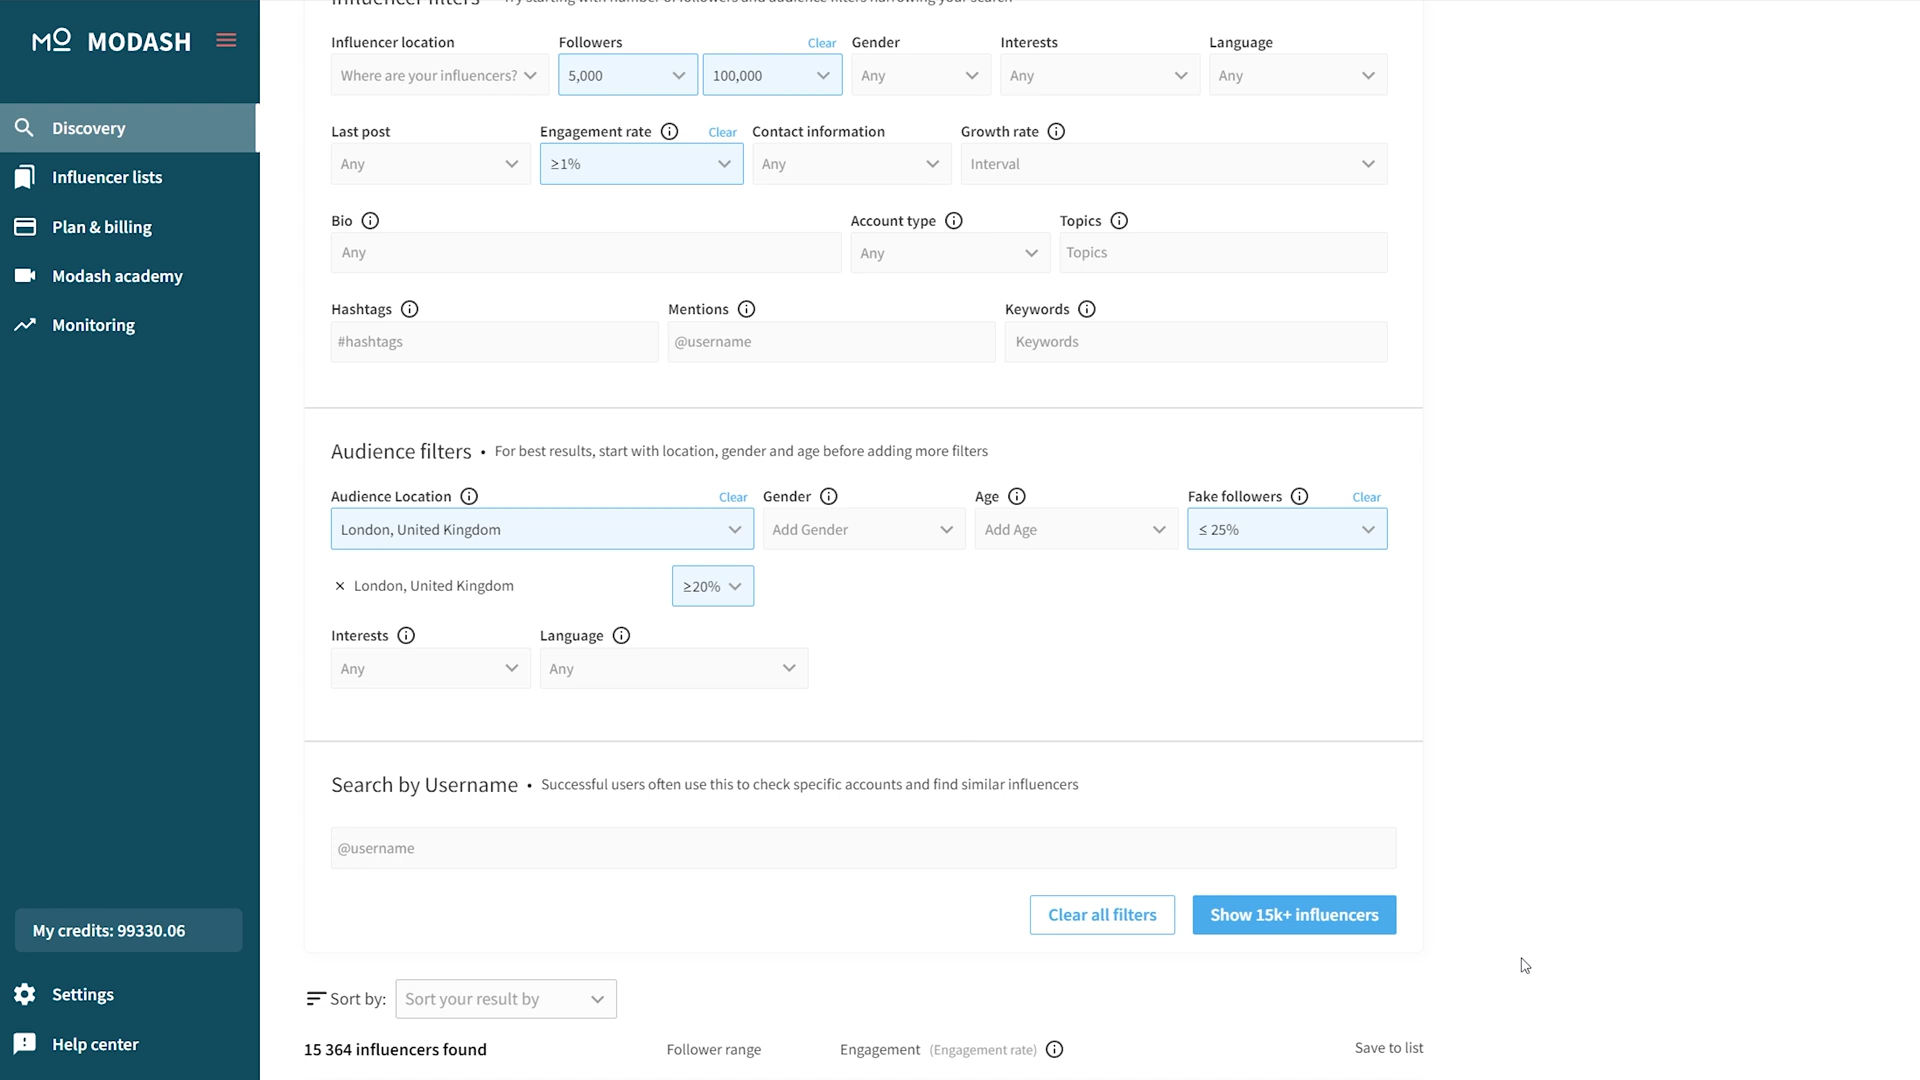 Influencer filters • Try starting with number of followers and audience filters narrowing your search
MO MODASH
Influencer location Followers Clear Gender Interests Language
Where are your influencers? 5,000 100,000 Any Any Any
Discovery
Last post Engagement rate Clear Contact information Growth rate
Any ≥1% Any Interval
Influencer lists
Plan & billing
Bio Account type Topics
Any Any Topics
Modash academy
Hashtags Mentions Keywords
Monitoring
#hashtags @username Keywords
Audience filters • For best results, start with location, gender and age before adding more filters
Audience Location Clear Gender Age Fake followers Clear
London, United Kingdom Add Gender Add Age ≤ 25%
× London, United Kingdom ≥20%
Interests Language
Any Any
Search by Username • Successful users often use this to check specific accounts and find similar influencers
@username
Clear all filters Show 15k+ influencers
My credits: 99330.06
Settings
Sort by: Sort your result by
Help center
15 364 influencers found Follower range Engagement (Engagement rate) Save to list